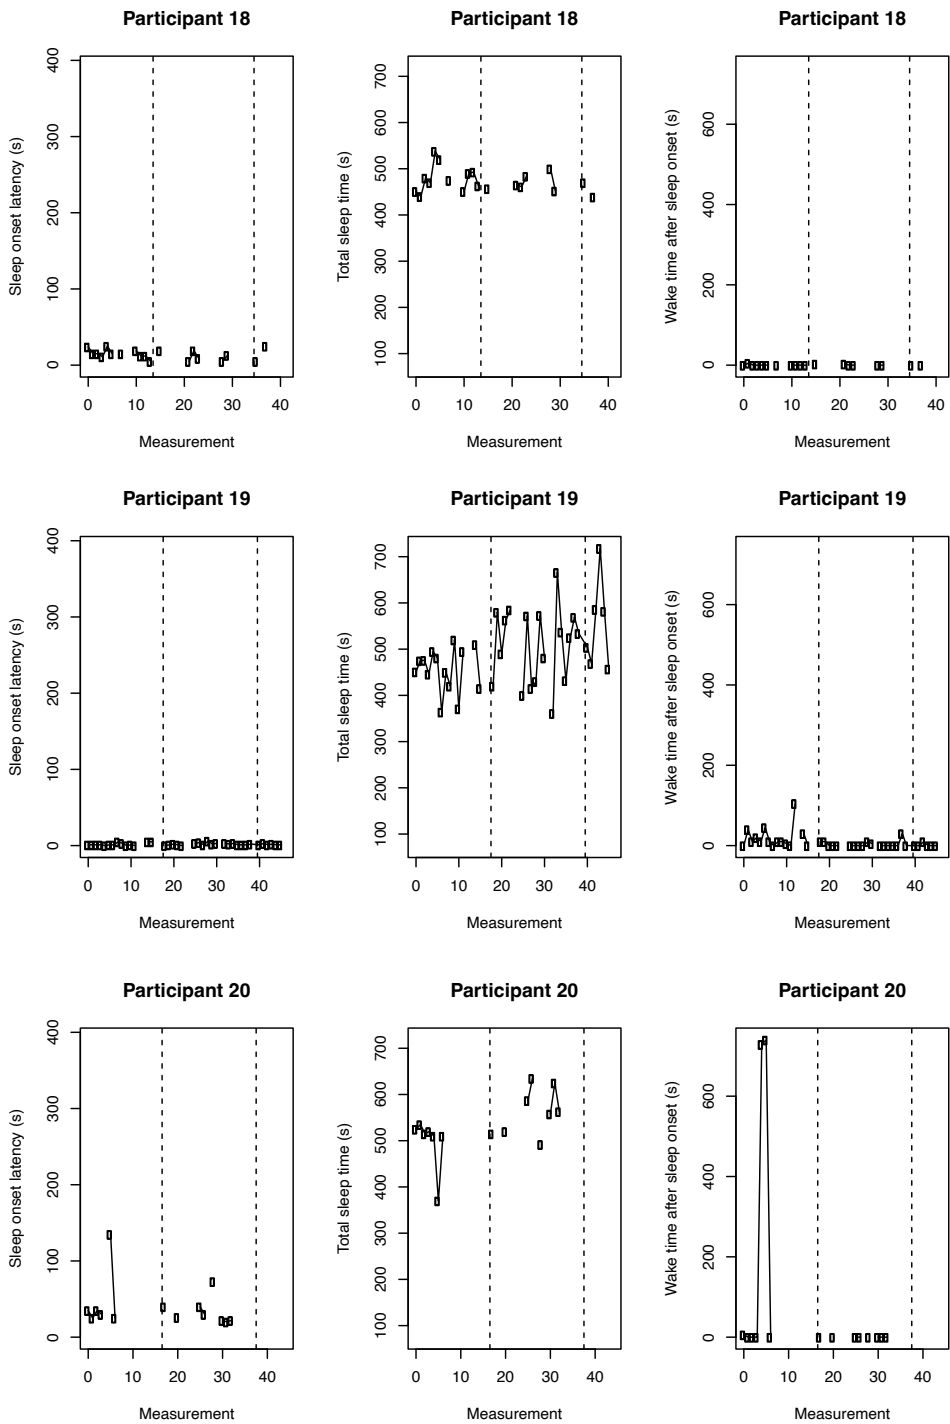 Participant 18 Participant 18 Participant 18
Sleep onset latency (s)
0 100 200 300 400
0 10 20 30 40
Measurement
Total sleep time (s)
100 200 300 400 500 600 700
0 10 20 30 40
Measurement
Wake time after sleep onset (s)
0 200 400 600
0 10 20 30 40
Measurement
Participant 19 Participant 19 Participant 19
Sleep onset latency (s)
0 100 200 300 400
0 10 20 30 40
Measurement
Total sleep time (s)
100 200 300 400 500 600 700
0 10 20 30 40
Measurement
Wake time after sleep onset (s)
0 200 400 600
0 10 20 30 40
Measurement
Participant 20 Participant 20 Participant 20
Sleep onset latency (s)
0 100 200 300 400
0 10 20 30 40
Measurement
Total sleep time (s)
100 200 300 400 500 600 700
0 10 20 30 40
Measurement
Wake time after sleep onset (s)
0 200 400 600
0 10 20 30 40
Measurement